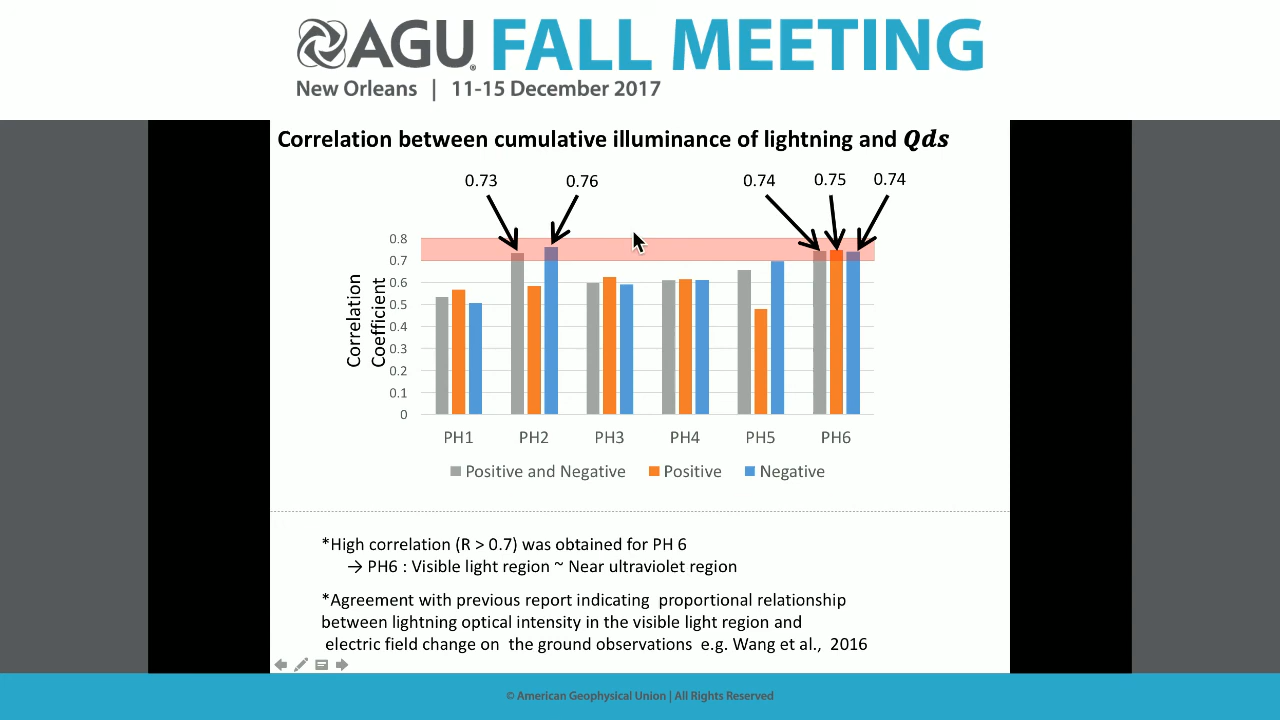 AGU FALL MEETING
New Orleans | 11-15 December 2017
Correlation between cumulative illuminance of lightning and Qds
0.73 0.76 0.74 0.75 0.74
Correlation
Coefficient
0.8
0.7
0.6
0.5
0.4
0.3
0.2
0.1
0
PH1 PH2 PH3 PH4 PH5 PH6
Positive and Negative Positive Negative
*High correlation (R > 0.7) was obtained for PH 6
→ PH6 : Visible light region ~ Near ultraviolet region
*Agreement with previous report indicating proportional relationship
between lightning optical intensity in the visible light region and
electric field change on the ground observations e.g. Wang et al., 2016
© American Geophysical Union | All Rights Reserved